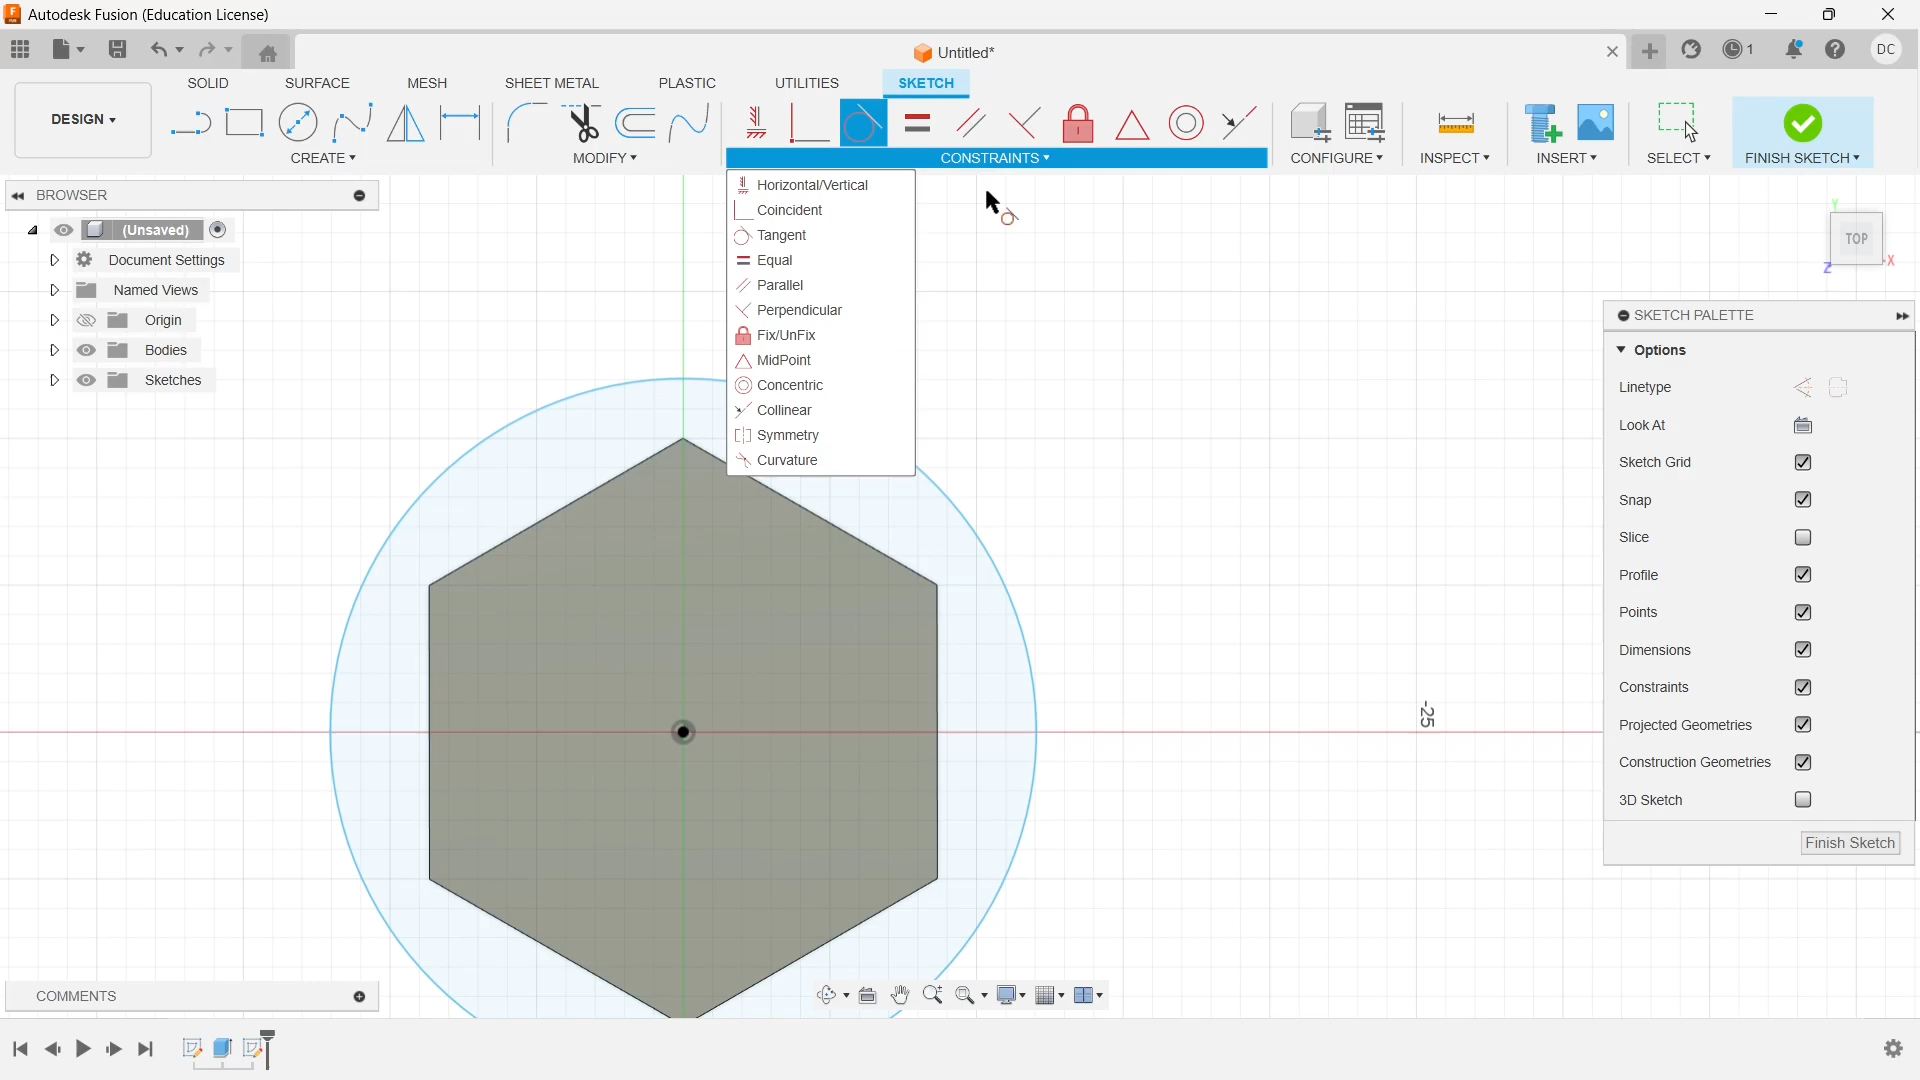 Autodesk Fusion (Education License)
Untitled*
1
DC
DESIGN
SOLID
SURFACE
MESH
SHEET METAL
PLASTIC
UTILITIES
SKETCH
CREATE
MODIFY
CONSTRAINTS
CONFIGURE
INSPECT
INSERT
SELECT
FINISH SKETCH
BROWSER
(Unsaved)
Document Settings
Named Views
Origin
Bodies
Sketches
Horizontal/Vertical
Coincident
Tangent
Equal
Parallel
Perpendicular
Fix/UnFix
MidPoint
Concentric
Collinear
Symmetry
Curvature
Y
TOP
X
Z
-25
SKETCH PALETTE
Options
Linetype
Look At
Sketch Grid
Snap
Slice
Profile
Points
Dimensions
Constraints
Projected Geometries
Construction Geometries
3D Sketch
Finish Sketch
COMMENTS